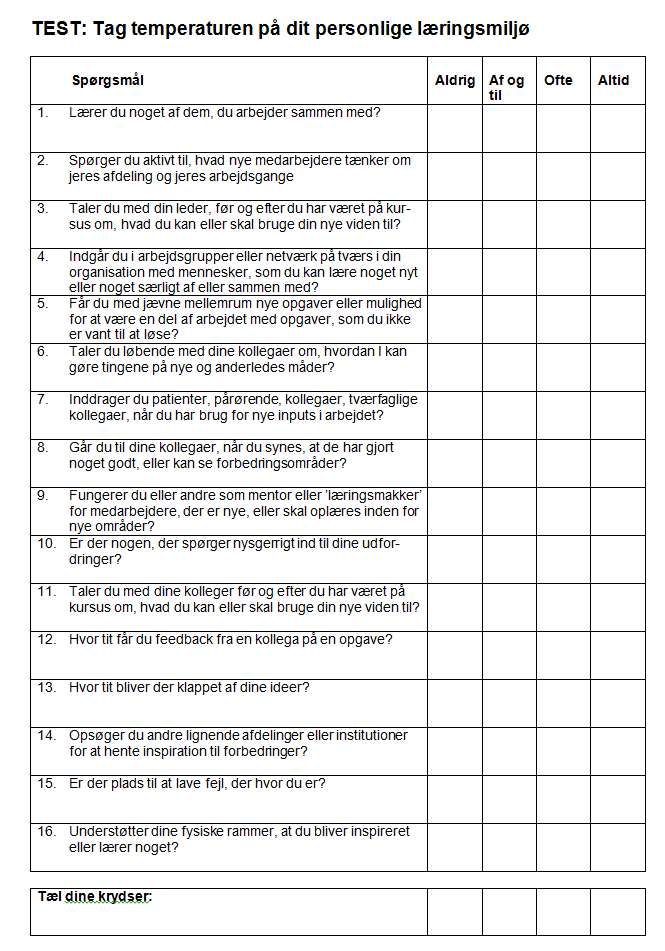 TEST: Tag temperaturen på dit personlige læringsmiljø
Spørgsmål Aldrig Af og til Ofte Altid
1. Lærer du noget af dem, du arbejder sammen med?
2. Spørger du aktivt til, hvad nye medarbejdere tænker om
jeres afdeling og jeres arbejdsgange
3. Taler du med din leder, før og efter du har været på kur-
sus om, hvad du kan eller skal bruge din nye viden til?
4. Indgår du i arbejdsgrupper eller netværk på tværs i din
organisation med mennesker, som du kan lære noget nyt
eller noget særligt af eller sammen med?
5. Får du med jævne mellemrum nye opgaver eller mulighed
for at være en del af arbejdet med opgaver, som du ikke
er vant til at løse?
6. Taler du løbende med dine kollegaer om, hvordan I kan
gøre tingene på nye og anderledes måder?
7. Inddrager du patienter, pårørende, kollegaer, tværfaglige
kollegaer, når du har brug for nye inputs i arbejdet?
8. Går du til dine kollegaer, når du synes, at de har gjort
noget godt, eller kan se forbedringsområder?
9. Fungerer du eller andre som mentor eller ’læringsmakker’
for medarbejdere, der er nye, eller skal oplæres inden for
nye områder?
10. Er der nogen, der spørger nysgerrigt ind til dine udfor-
dringer?
11. Taler du med dine kolleger før og efter du har været på
kursus om, hvad du kan eller skal bruge din nye viden til?
12. Hvor tit får du feedback fra en kollega på en opgave?
13. Hvor tit bliver der klappet af dine ideer?
14. Opsøger du andre lignende afdelinger eller institutioner
for at hente inspiration til forbedringer?
15. Er der plads til at lave fejl, der hvor du er?
16. Understøtter dine fysiske rammer, at du bliver inspireret
eller lærer noget?
Tæl dine krydser: